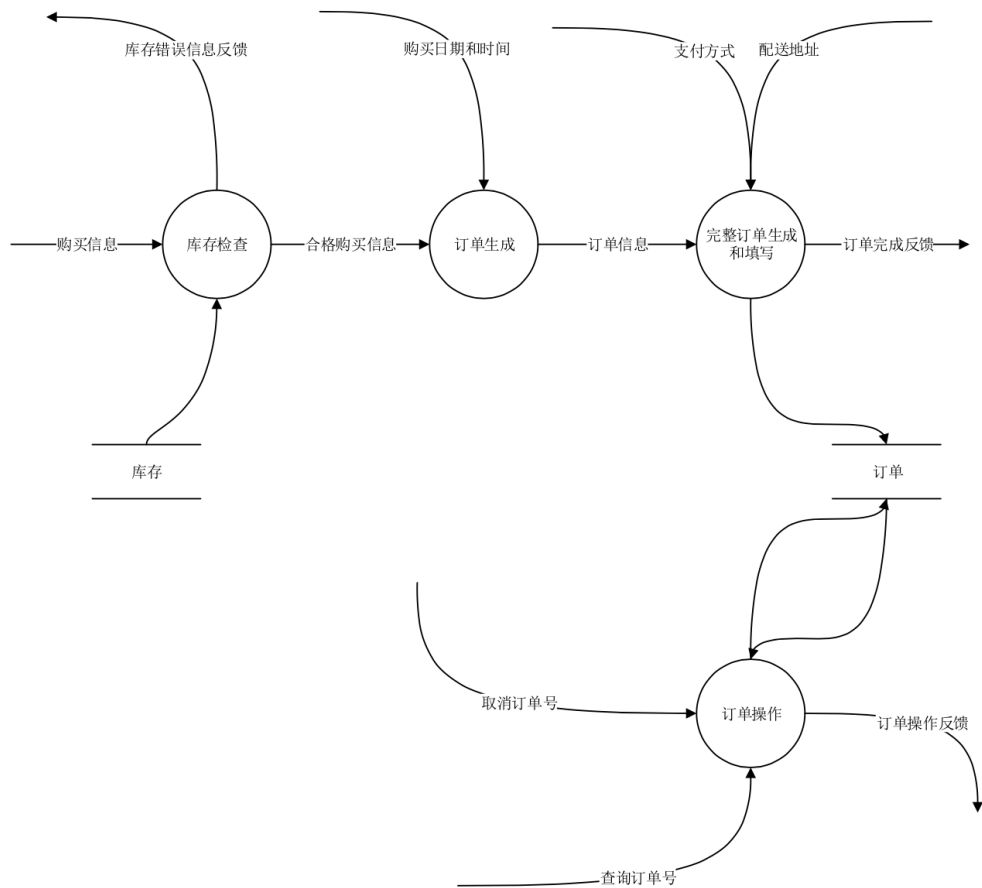 库存错误信息反馈
购买日期和时间
支付方式
配送地址
购买信息
库存检查
合格购买信息
订单生成
订单信息
完整订单生成
和填写
订单完成反馈
库存
订单
取消订单号
订单操作
订单操作反馈
查询订单号